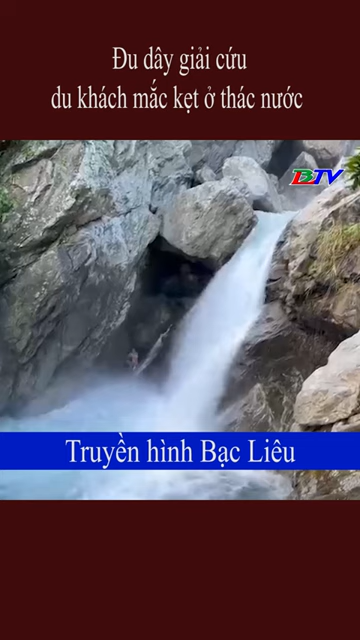 Đu dây giải cứu
du khách mắc kẹt ở thác nước
BTV
Truyền hình Bạc Liêu